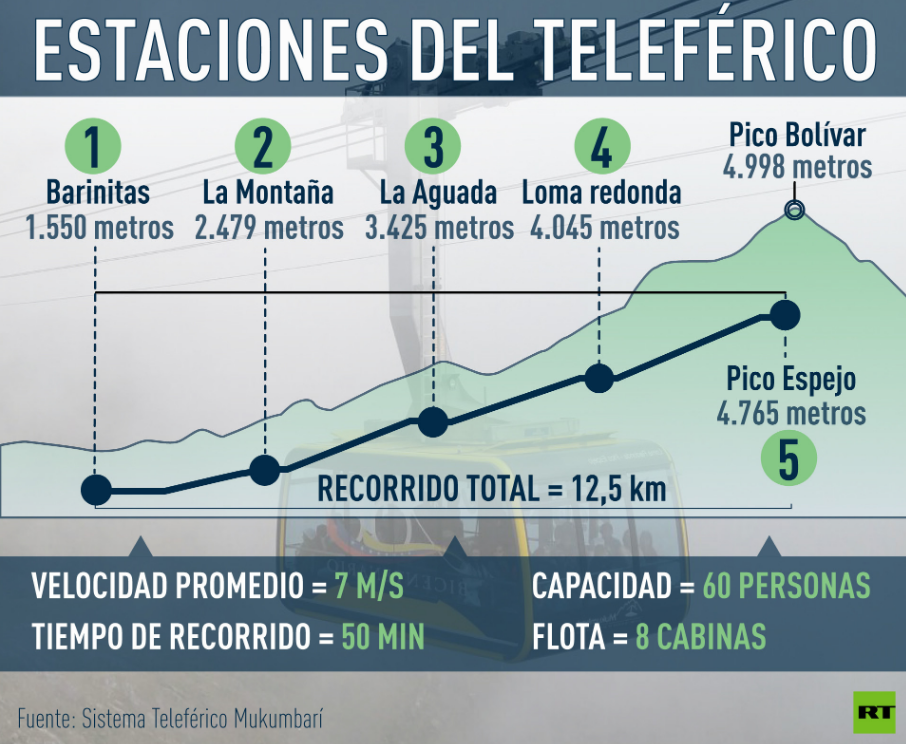 ESTACIONES DEL TELEFÉRICO
1
Barinitas
1.550 metros
2
La Montaña
2.479 metros
3
La Aguada
3.425 metros
4
Loma redonda
4.045 metros
Pico Bolívar
4.998 metros
Pico Espejo
4.765 metros
5
RECORRIDO TOTAL = 12,5 km
VELOCIDAD PROMEDIO = 7 M/S
TIEMPO DE RECORRIDO = 50 MIN
CAPACIDAD = 60 PERSONAS
FLOTA = 8 CABINAS
Fuente: Sistema Teleférico Mukumbarí
RT